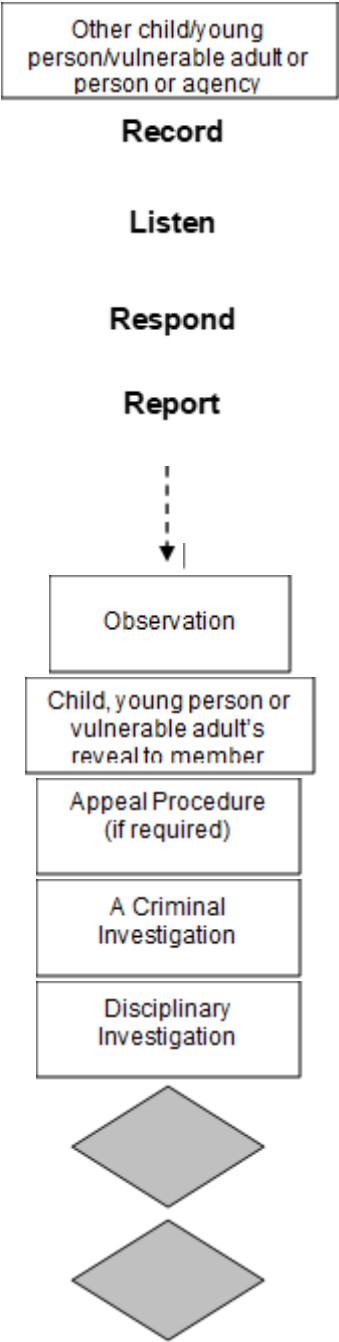 Other child/young
person/vulnerable adult or
person or agency
Record
Listen
Respond
Report
Observation
Child, young person or
vulnerable adult's
reveal to member
Appeal Procedure
(if required)
A Criminal
Investigation
Disciplinary
Investigation